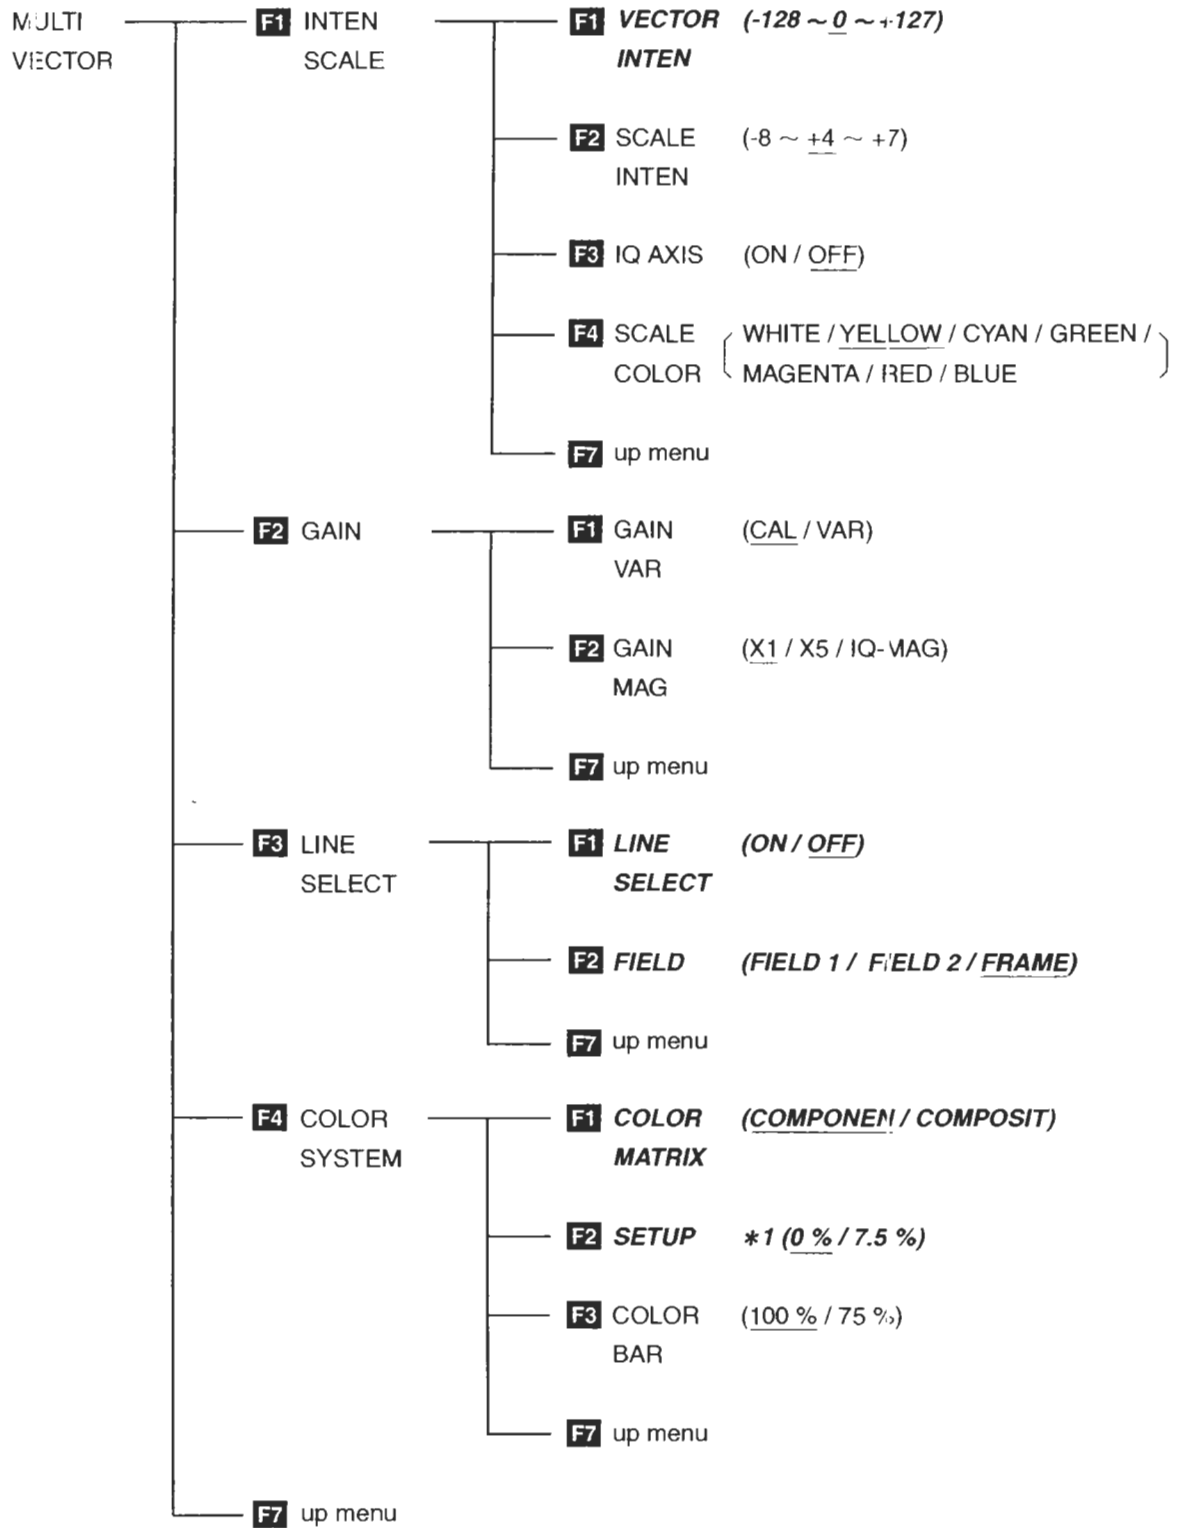 MULTI F1 INTEN F1 VECTOR (-128 ~ 0 ~ +127)
VECTOR SCALE INTEN
F2 SCALE (-8 ~ +4 ~ +7)
INTEN
F3 IQ AXIS (ON / OFF)
F4 SCALE WHITE / YELLOW / CYAN / GREEN /
COLOR MAGENTA / RED / BLUE
F7 up menu
F2 GAIN F1 GAIN (CAL / VAR)
VAR
F2 GAIN (X1 / X5 / IQ-MAG)
MAG
F7 up menu
F3 LINE F1 LINE (ON / OFF)
SELECT SELECT
F2 FIELD (FIELD 1 / FIELD 2 / FRAME)
F7 up menu
F4 COLOR F1 COLOR (COMPONEN / COMPOSIT)
SYSTEM MATRIX
F2 SETUP *1 (0 % / 7.5 %)
F3 COLOR (100 % / 75 %)
BAR
F7 up menu
F7 up menu